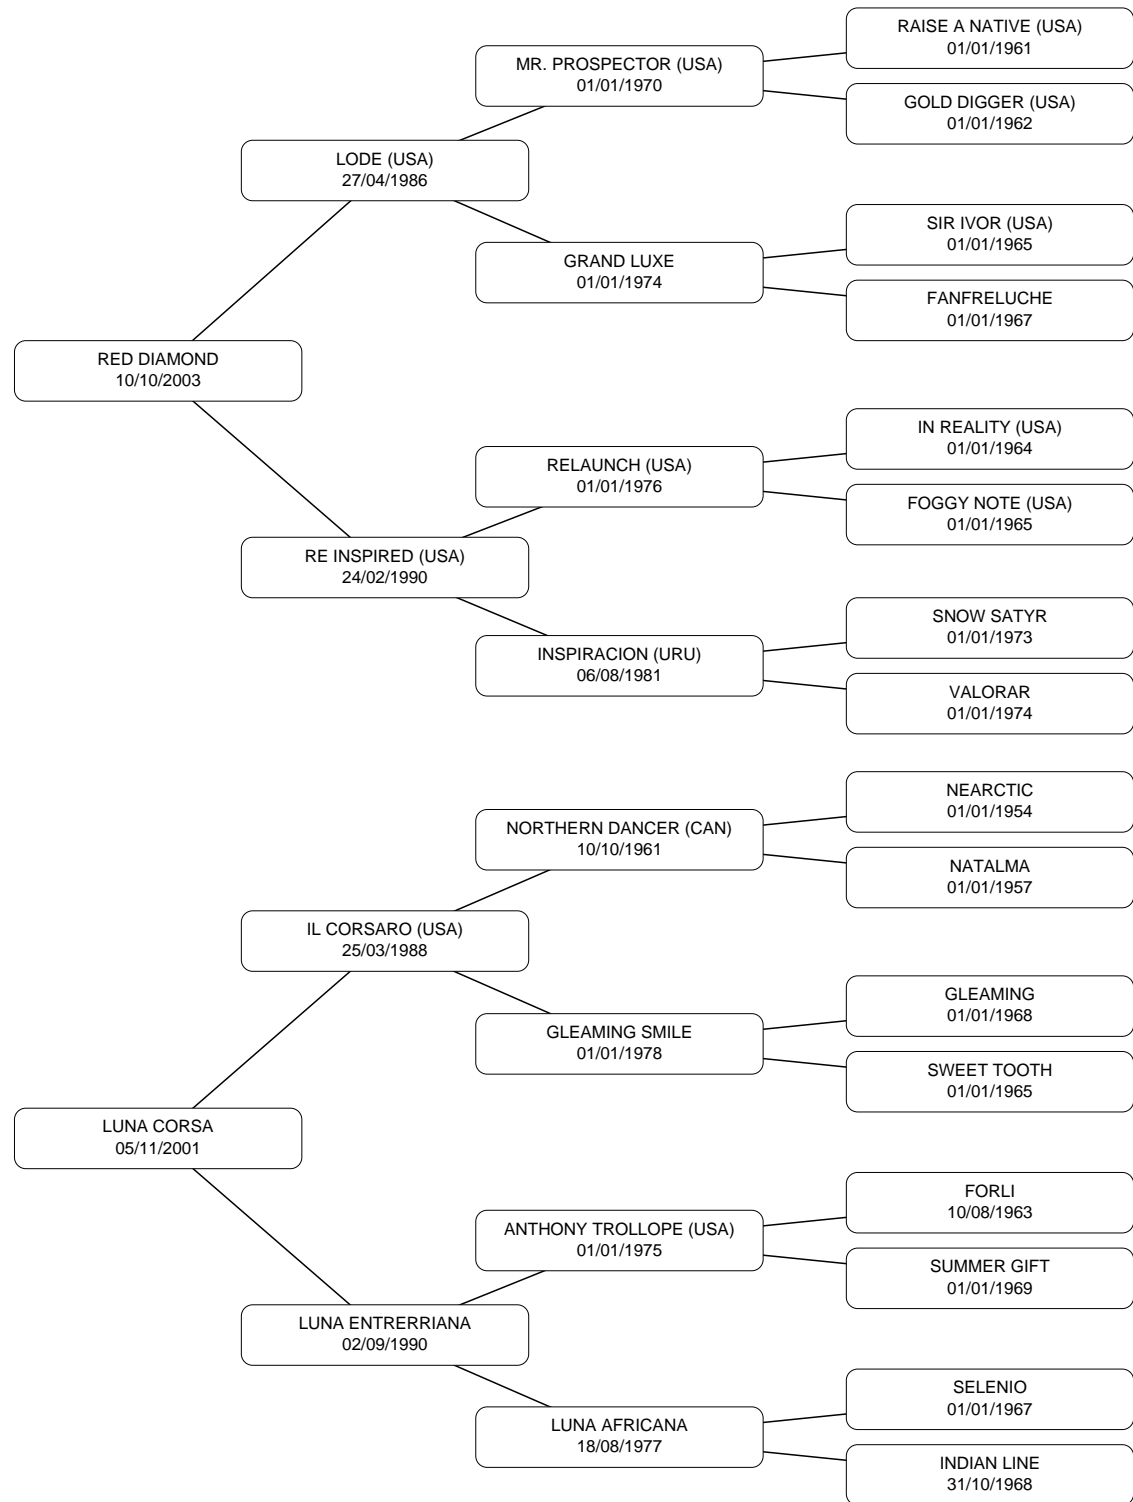 RAISE A NATIVE (USA)
01/01/1961
MR. PROSPECTOR (USA)
01/01/1970
GOLD DIGGER (USA)
01/01/1962
LODE (USA)
27/04/1986
SIR IVOR (USA)
01/01/1965
GRAND LUXE
01/01/1974
FANFRELUCHE
01/01/1967
RED DIAMOND
10/10/2003
IN REALITY (USA)
01/01/1964
RELAUNCH (USA)
01/01/1976
FOGGY NOTE (USA)
01/01/1965
RE INSPIRED (USA)
24/02/1990
SNOW SATYR
01/01/1973
INSPIRACION (URU)
06/08/1981
VALORAR
01/01/1974
NEARCTIC
01/01/1954
NORTHERN DANCER (CAN)
10/10/1961
NATALMA
01/01/1957
IL CORSARO (USA)
25/03/1988
GLEAMING
01/01/1968
GLEAMING SMILE
01/01/1978
SWEET TOOTH
01/01/1965
LUNA CORSA
05/11/2001
FORLI
10/08/1963
ANTHONY TROLLOPE (USA)
01/01/1975
SUMMER GIFT
01/01/1969
LUNA ENTRERRIANA
02/09/1990
SELENIO
01/01/1967
LUNA AFRICANA
18/08/1977
INDIAN LINE
31/10/1968